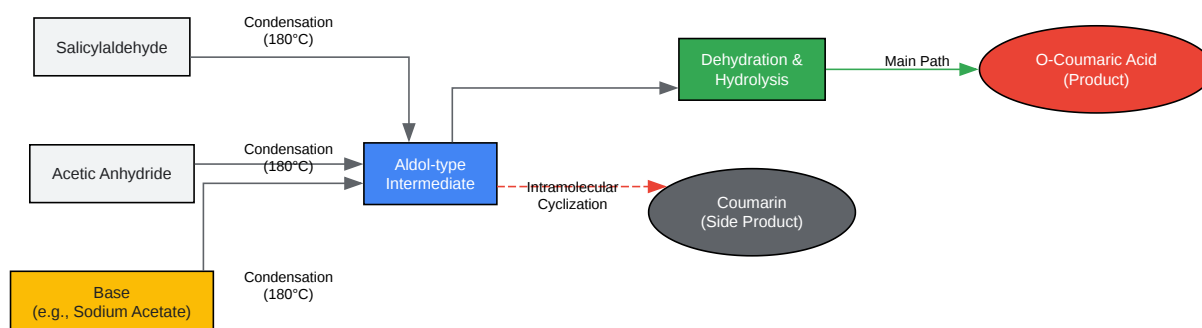 Condensation
(180°C)
Salicylaldehyde
Dehydration &
Hydrolysis
Main Path
O-Coumaric Acid
(Product)
Acetic Anhydride
Condensation
(180°C)
Aldol-type
Intermediate
Intramolecular
Cyclization
Coumarin
(Side Product)
Base
(e.g., Sodium Acetate)
Condensation
(180°C)